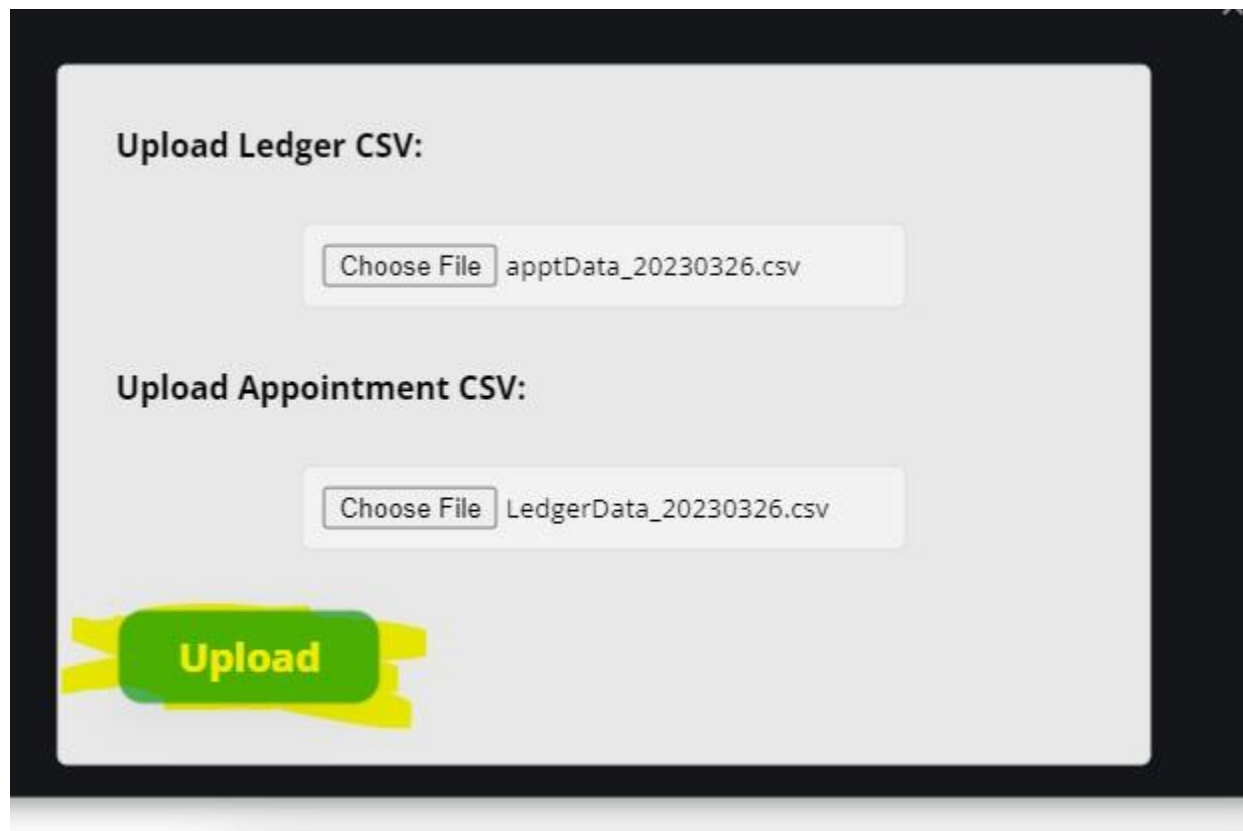 Upload Ledger CSV:
Choose File apptData_20230326.csv
Upload Appointment CSV:
Choose File LedgerData_20230326.csv
Upload